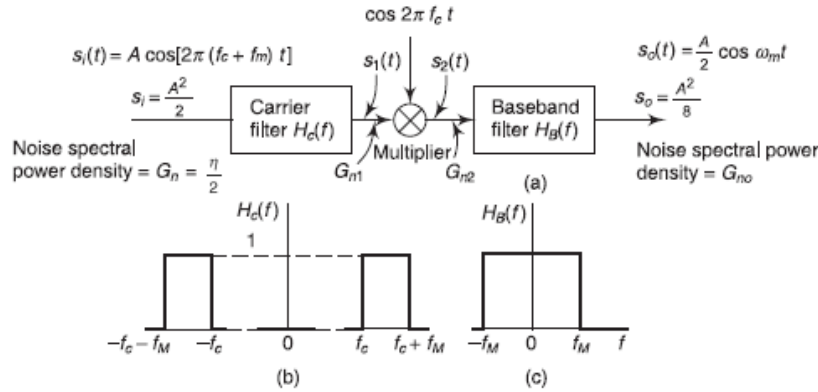 cos 2π f_c t
s_i(t) = A cos[2π (f_c + f_m) t]
s_i = A²/2
Carrier filter H_c(f)
s_1(t)
s_2(t)
Multiplier
G_n1
G_n2
Baseband filter H_B(f)
s_o(t) = A/2 cos ω_m t
s_o = A²/8
Noise spectral
power density = G_n = η/2
Noise spectral power
density = G_no
(a)
H_c(f)
1
−f_c − f_M −f_c 0 f_c f_c + f_M
(b)
H_B(f)
−f_M 0 f_M f
(c)